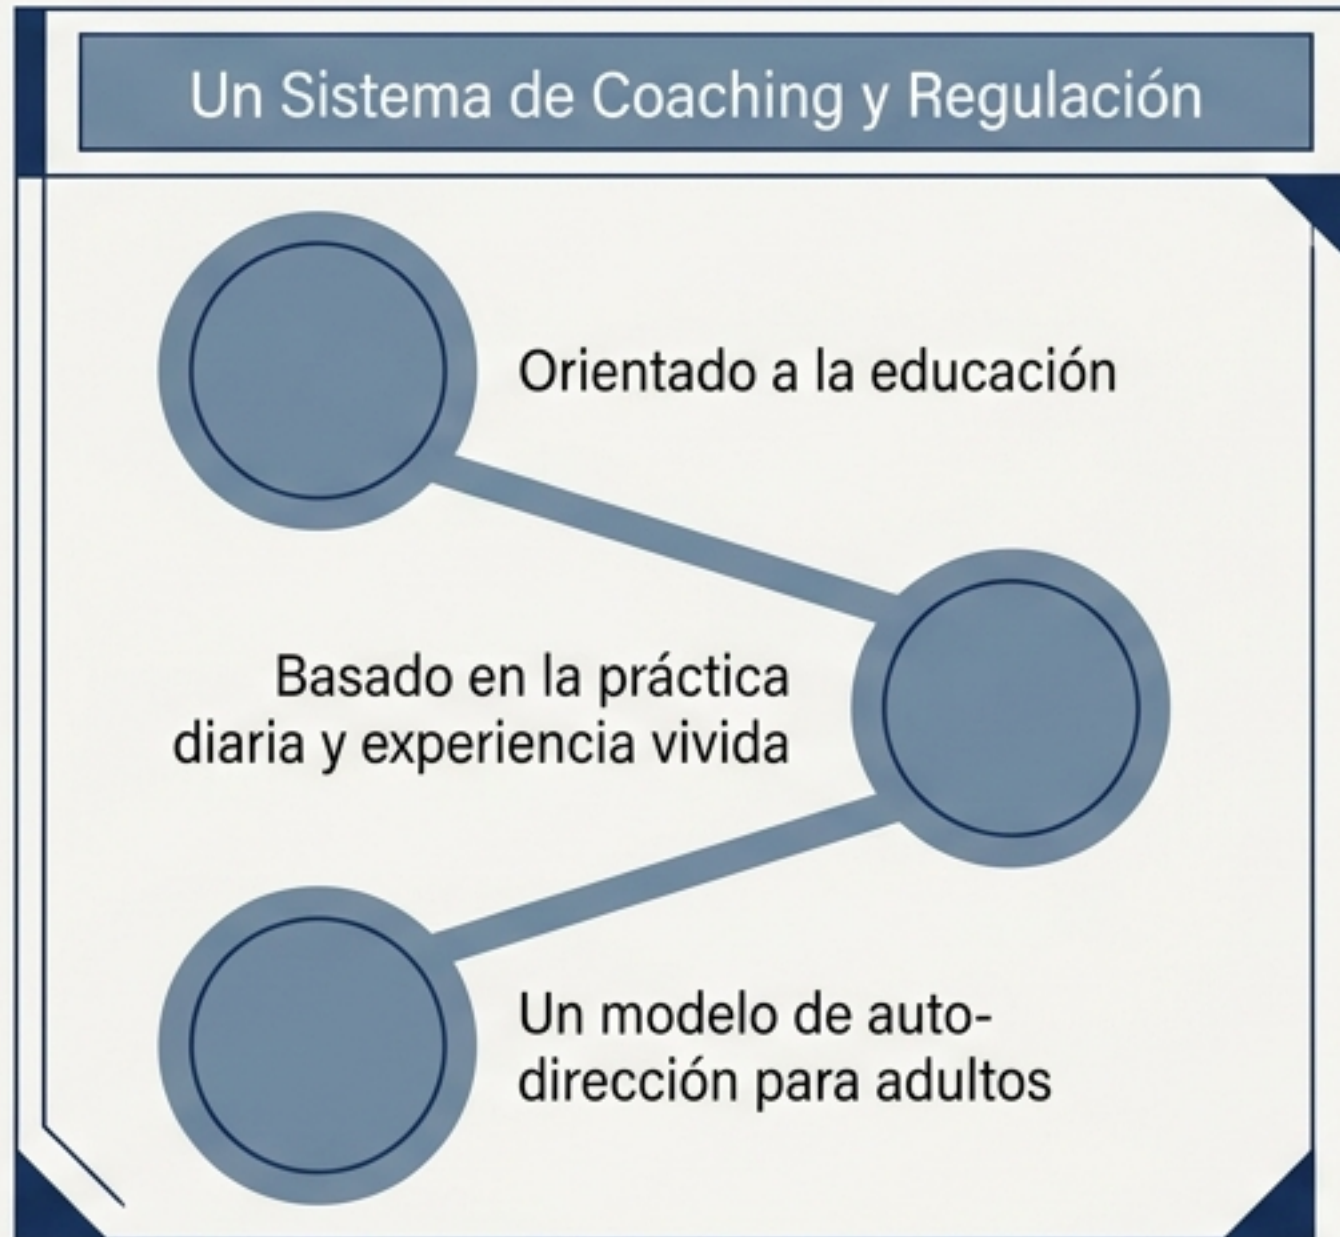 Un Sistema de Coaching y Regulación
Orientado a la educación
Basado en la práctica
diaria y experiencia vivida
Un modelo de auto-
dirección para adultos